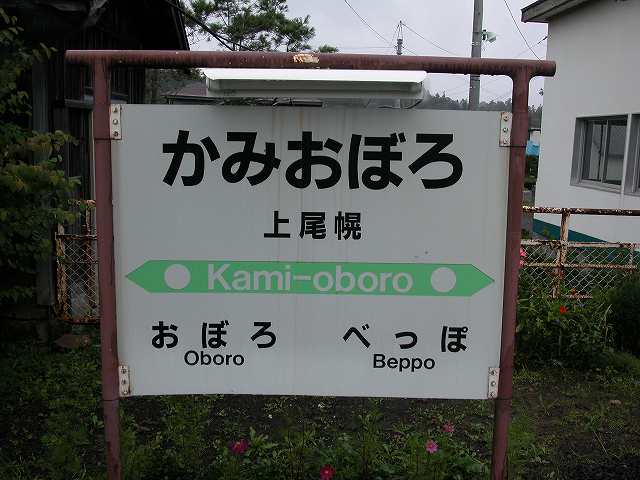 かみおぼろ
上尾幌
Kami-oboro
おぼろ べっぽ
Oboro Beppo